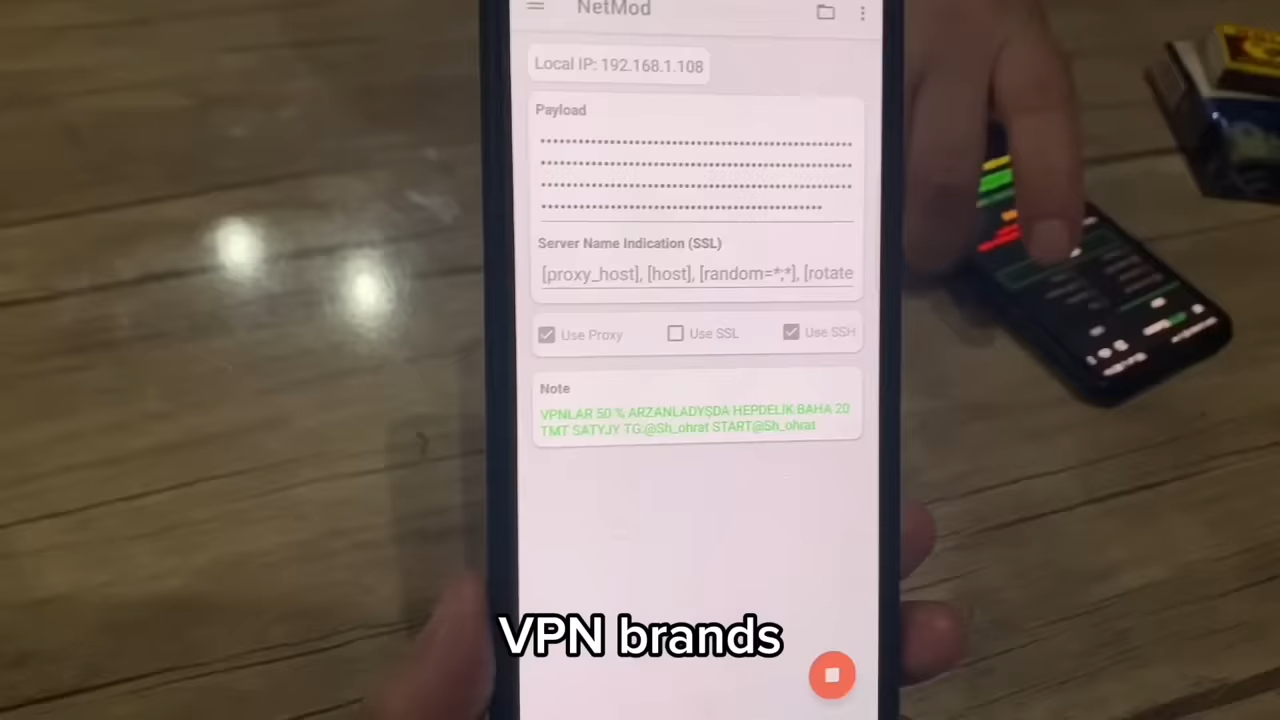 NetMod
Local IP: 192.168.1.108
Payload
Server Name Indication (SSL)
[proxy_host], [host], [random=*;*], [rotate
Use Proxy
Use SSL
Use SSH
Note
VPNLAR 50 % ARZANLADYŞDA HEPDELIK BAHA 20
TMT SATYJY TG:@Sh_ohrat START@Sh_ohrat
VPN brands